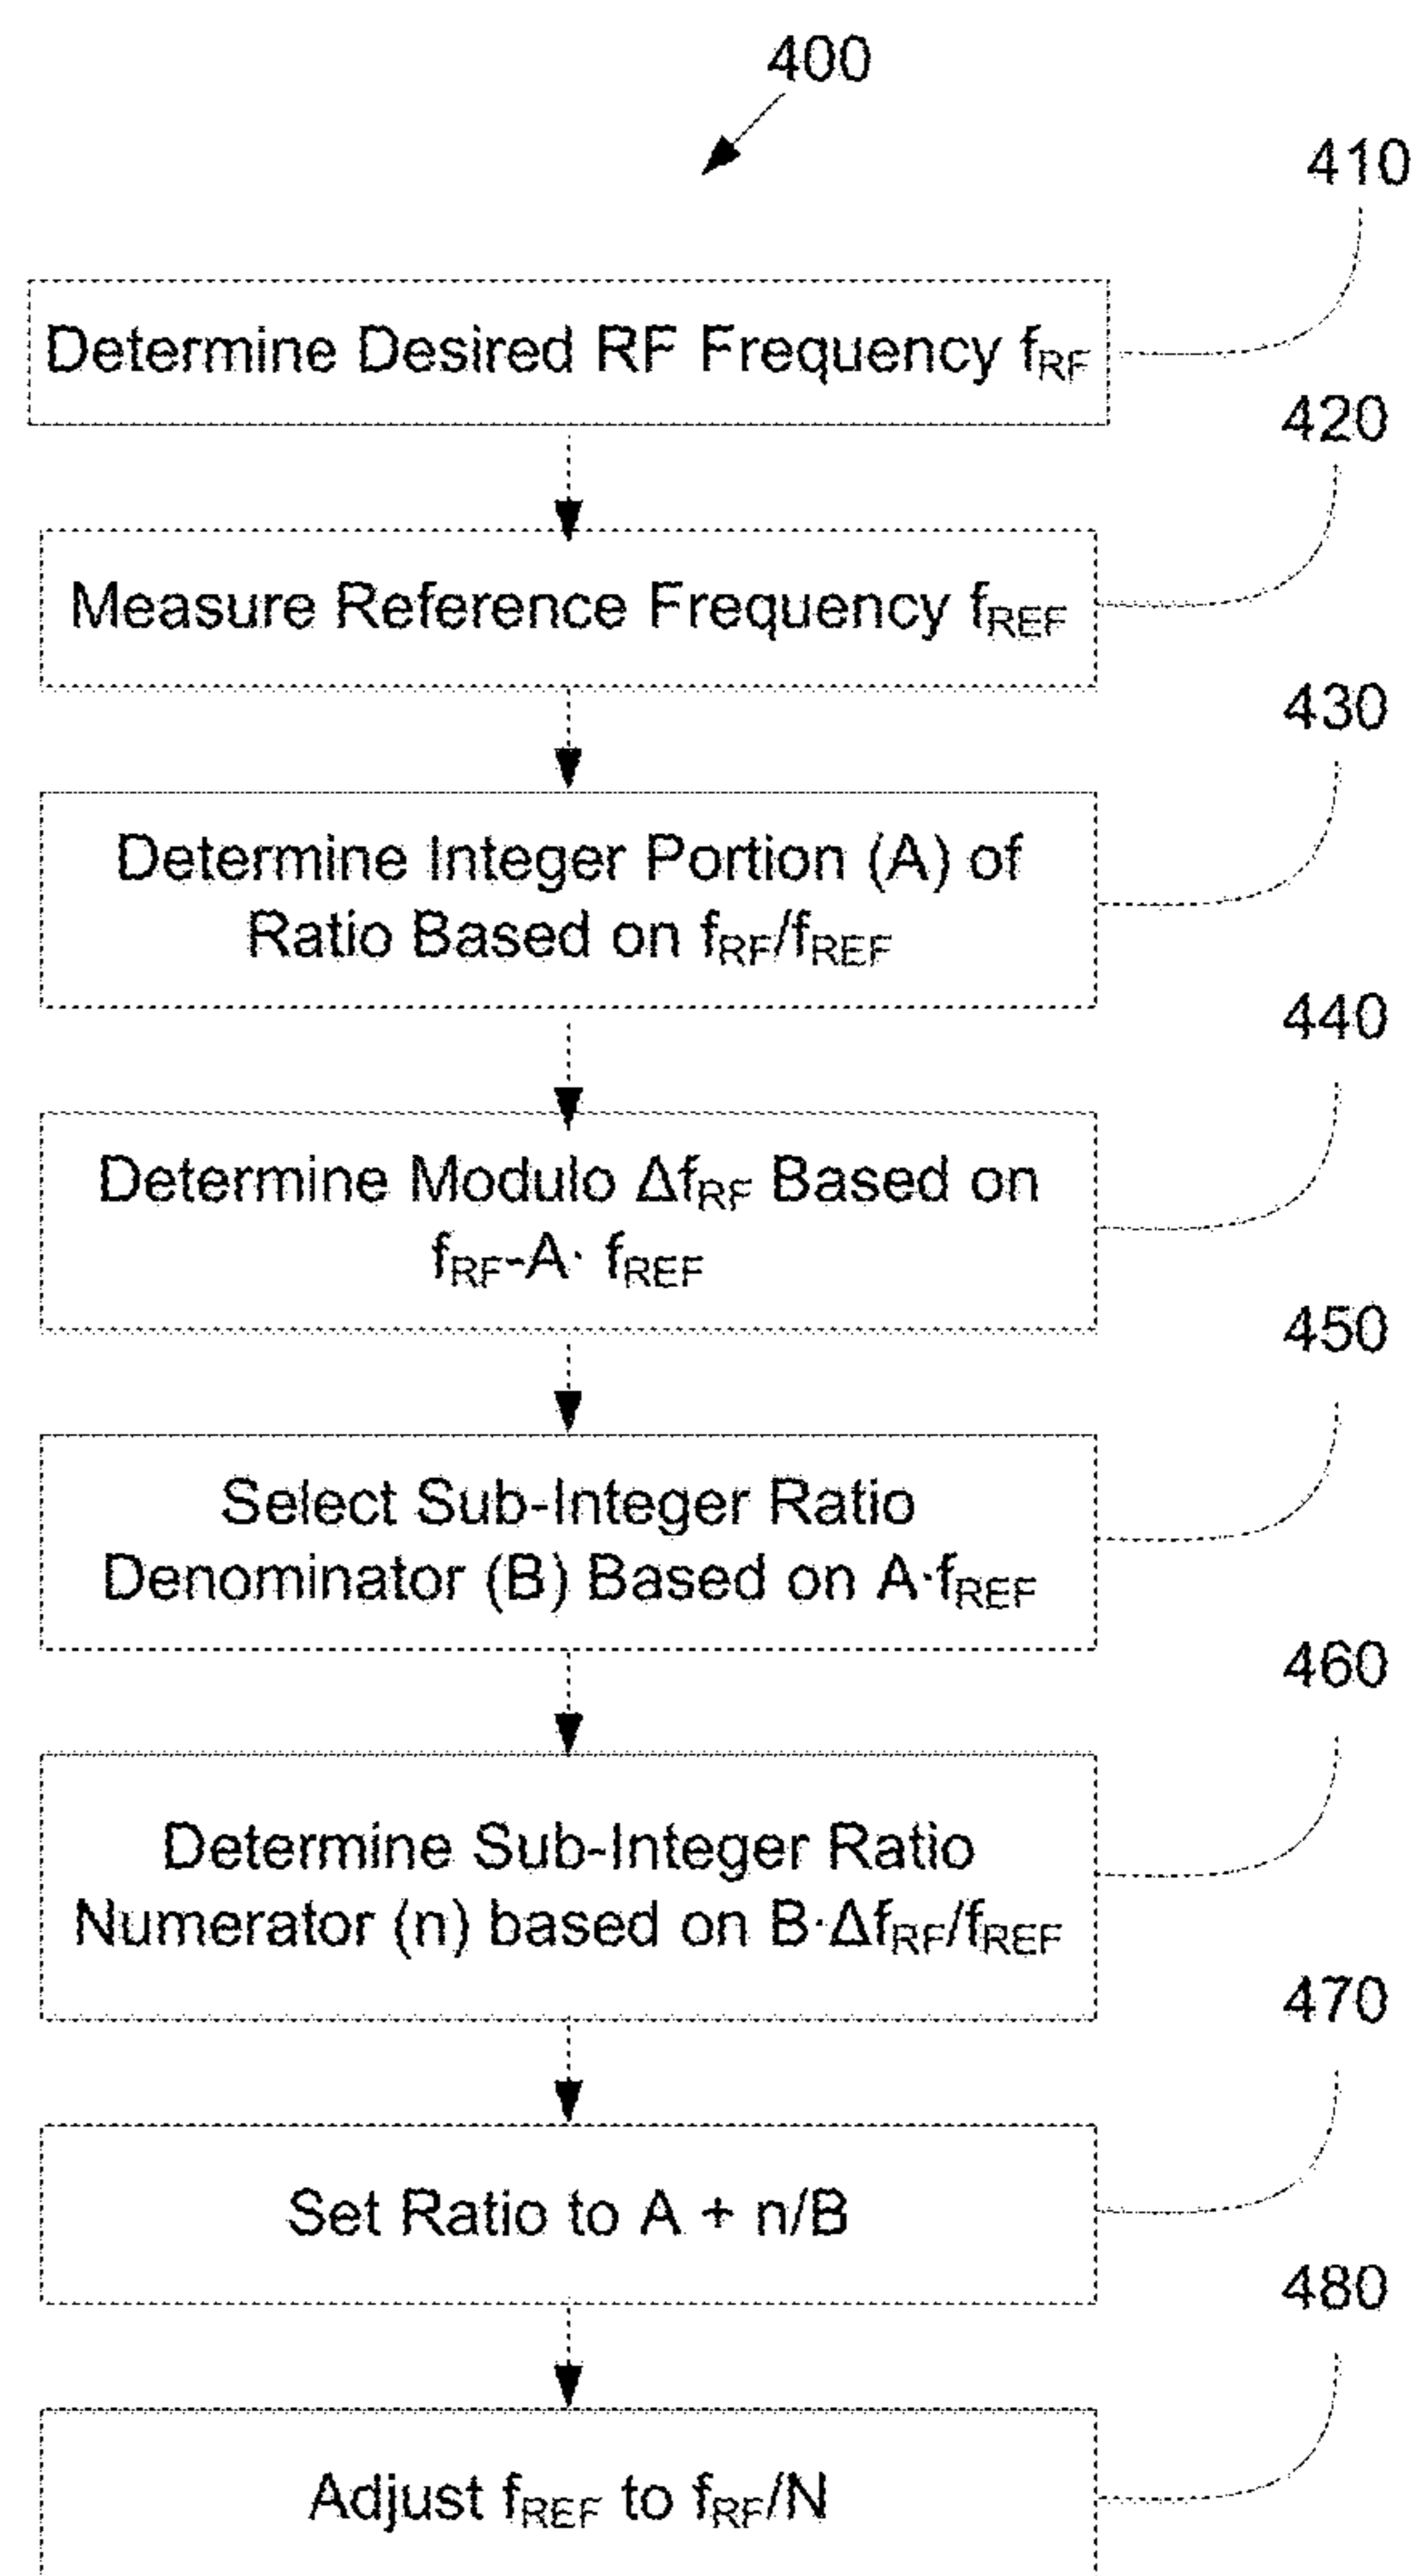 400
410
Determine Desired RF Frequency fRF
420
Measure Reference Frequency fREF
430
Determine Integer Portion (A) of
Ratio Based on fRF/fREF
440
Determine Modulo ΔfRF Based on
fRF-A· fREF
450
Select Sub-Integer Ratio
Denominator (B) Based on A·fREF
460
Determine Sub-Integer Ratio
Numerator (n) based on B·ΔfRF/fREF
470
Set Ratio to A + n/B
480
Adjust fREF to fRF/N